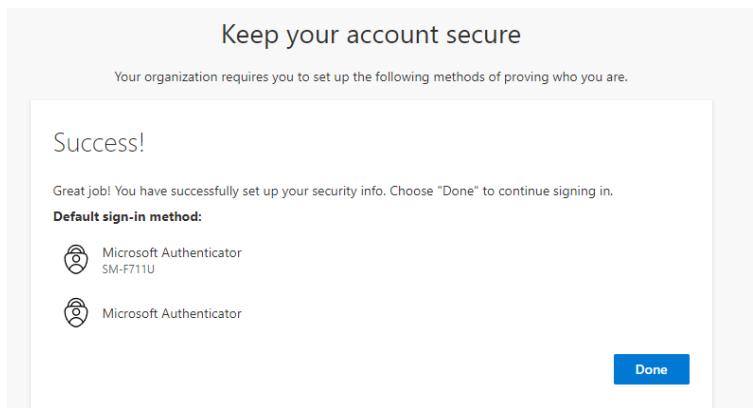 Keep your account secure
Your organization requires you to set up the following methods of proving who you are.
Success!
Great job! You have successfully set up your security info. Choose "Done" to continue signing in.
Default sign-in method:
Microsoft Authenticator
SM-F711U
Microsoft Authenticator
Done